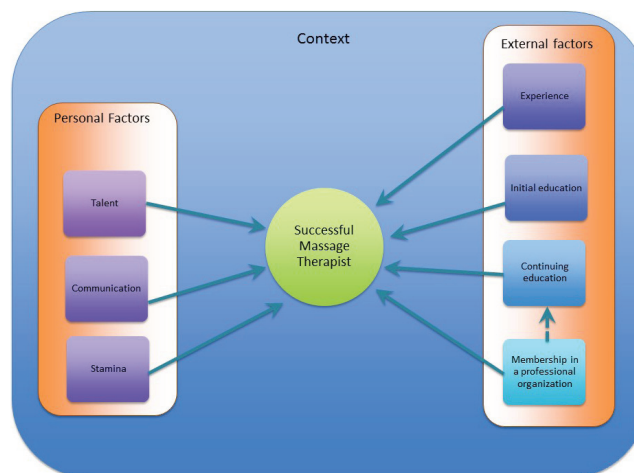 Context
External factors
Experience
Personal Factors
Talent
Initial education
Successful
Massage
Therapist
Communication
Continuing
education
Stamina
Membership in
a professional
organization